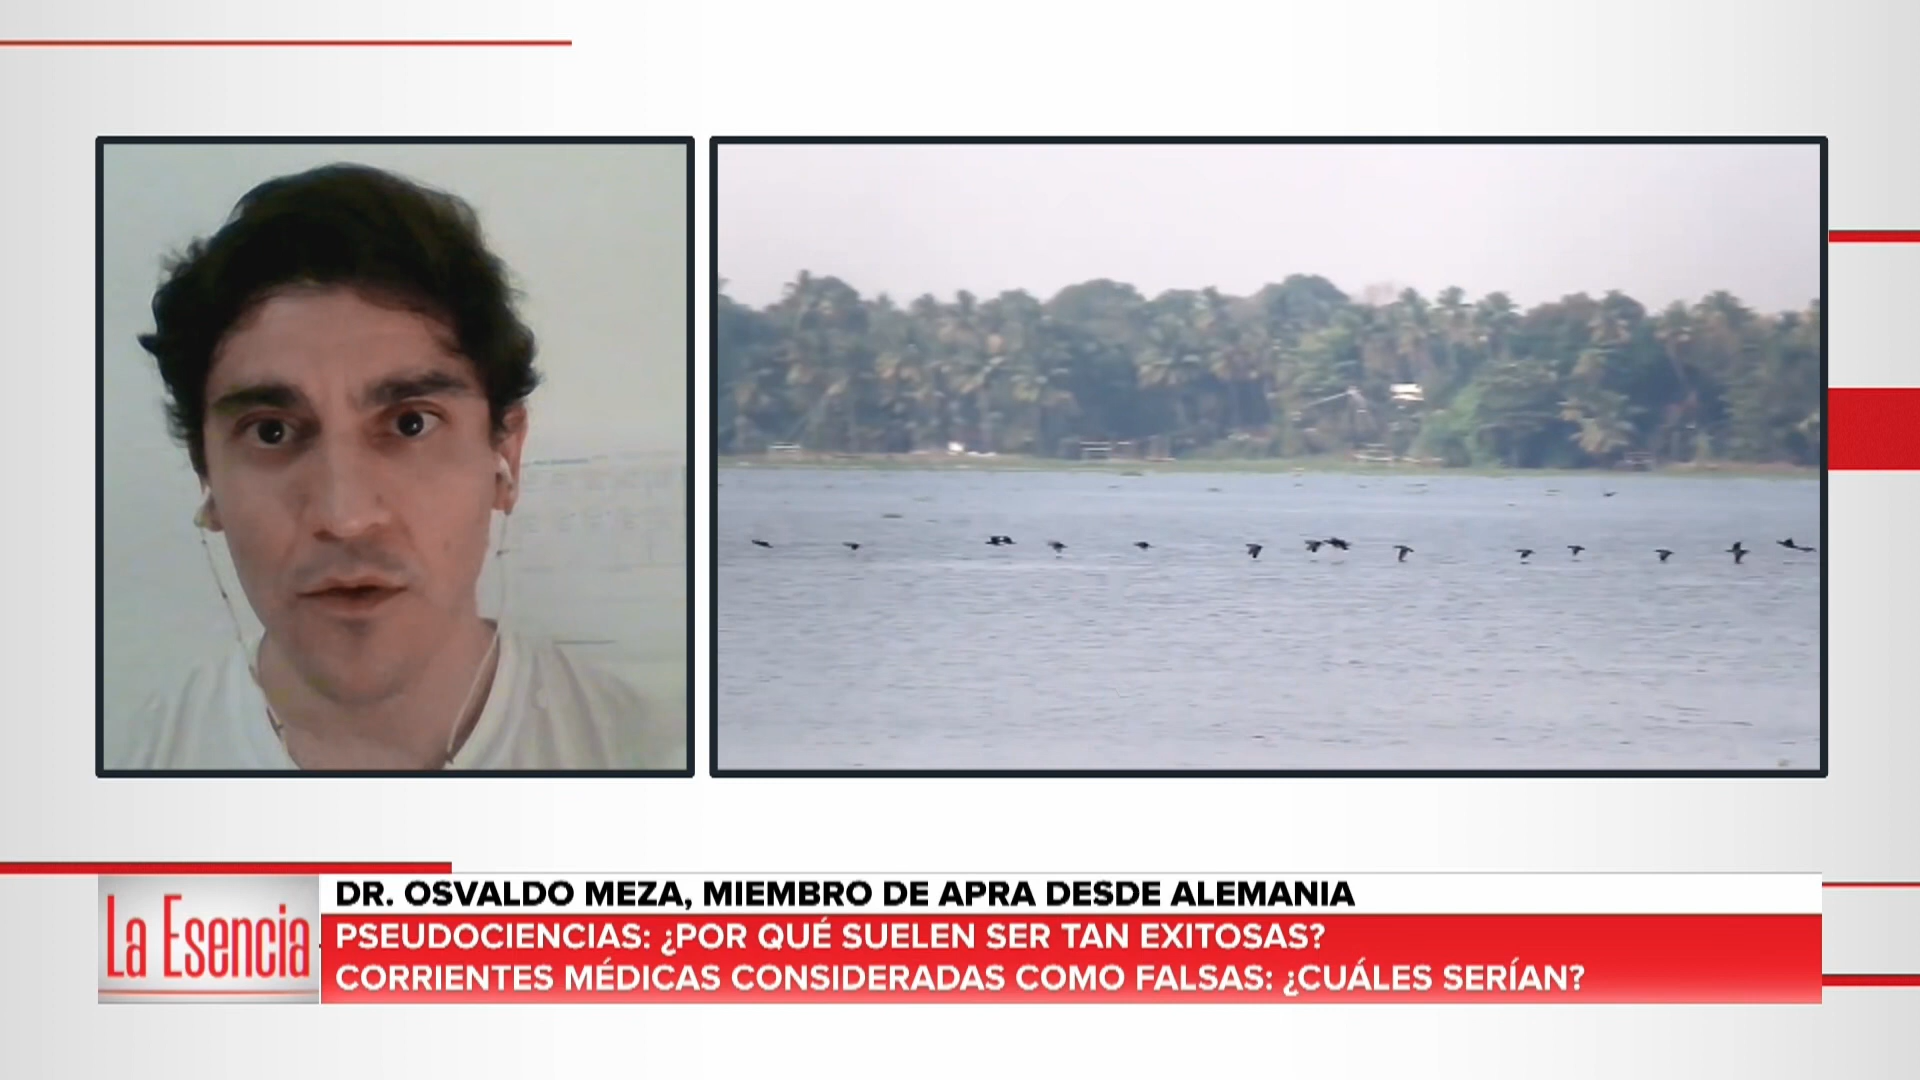 La Esencia
DR. OSVALDO MEZA, MIEMBRO DE APRA DESDE ALEMANIA
PSEUDOCIENCIAS: ¿POR QUÉ SUELEN SER TAN EXITOSAS?
CORRIENTES MÉDICAS CONSIDERADAS COMO FALSAS: ¿CUÁLES SERÍAN?